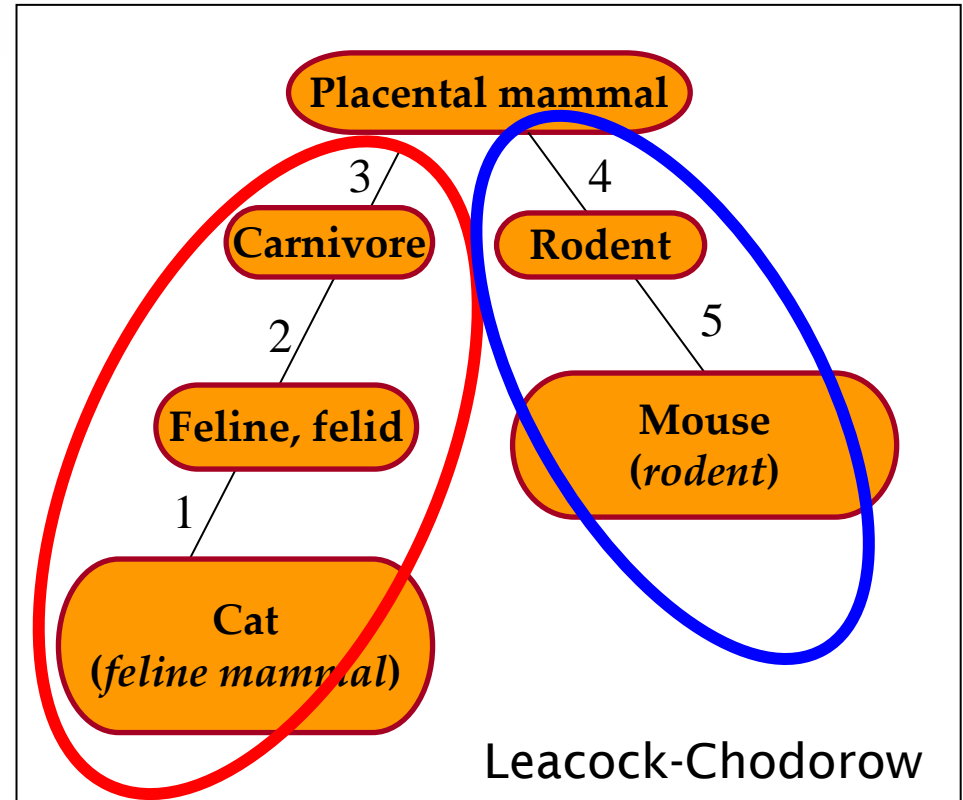 Placental mammal
3
4
Carnivore
Rodent
2
5
Feline, felid
Mouse
(rodent)
1
Cat
(feline mammal)
Leacock-Chodorow